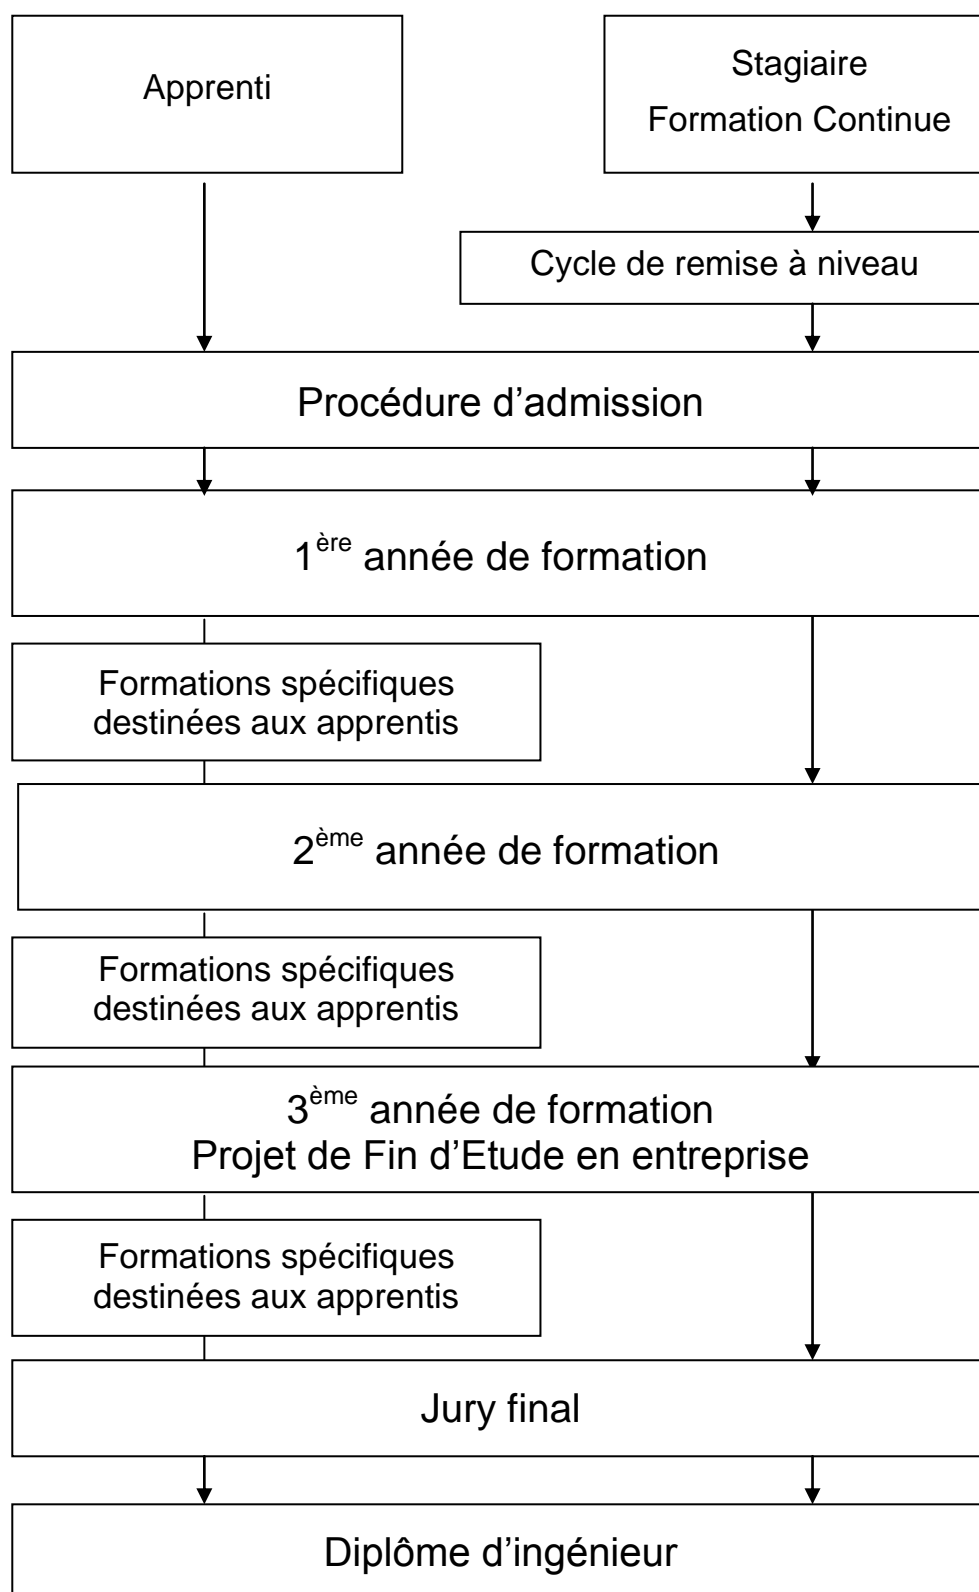 Apprenti
Stagiaire
Formation Continue
Cycle de remise à niveau
Procédure d’admission
1ère année de formation
Formations spécifiques
destinées aux apprentis
2ème année de formation
Formations spécifiques
destinées aux apprentis
3ème année de formation
Projet de Fin d’Etude en entreprise
Formations spécifiques
destinées aux apprentis
Jury final
Diplôme d’ingénieur